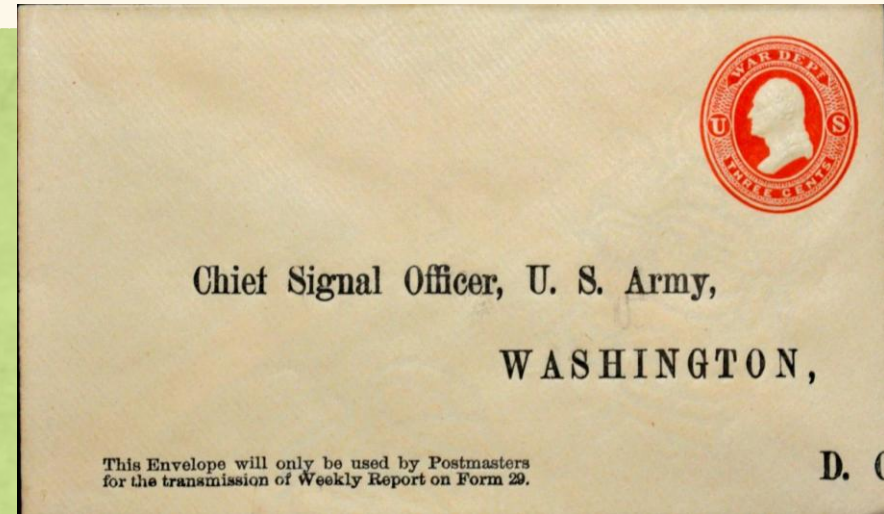 WAR DEPT
U S
THREE CENTS
Chief Signal Officer, U. S. Army,
WASHINGTON,
D.
This Envelope will only be used by Postmasters
for the transmission of Weekly Report on Form 29.